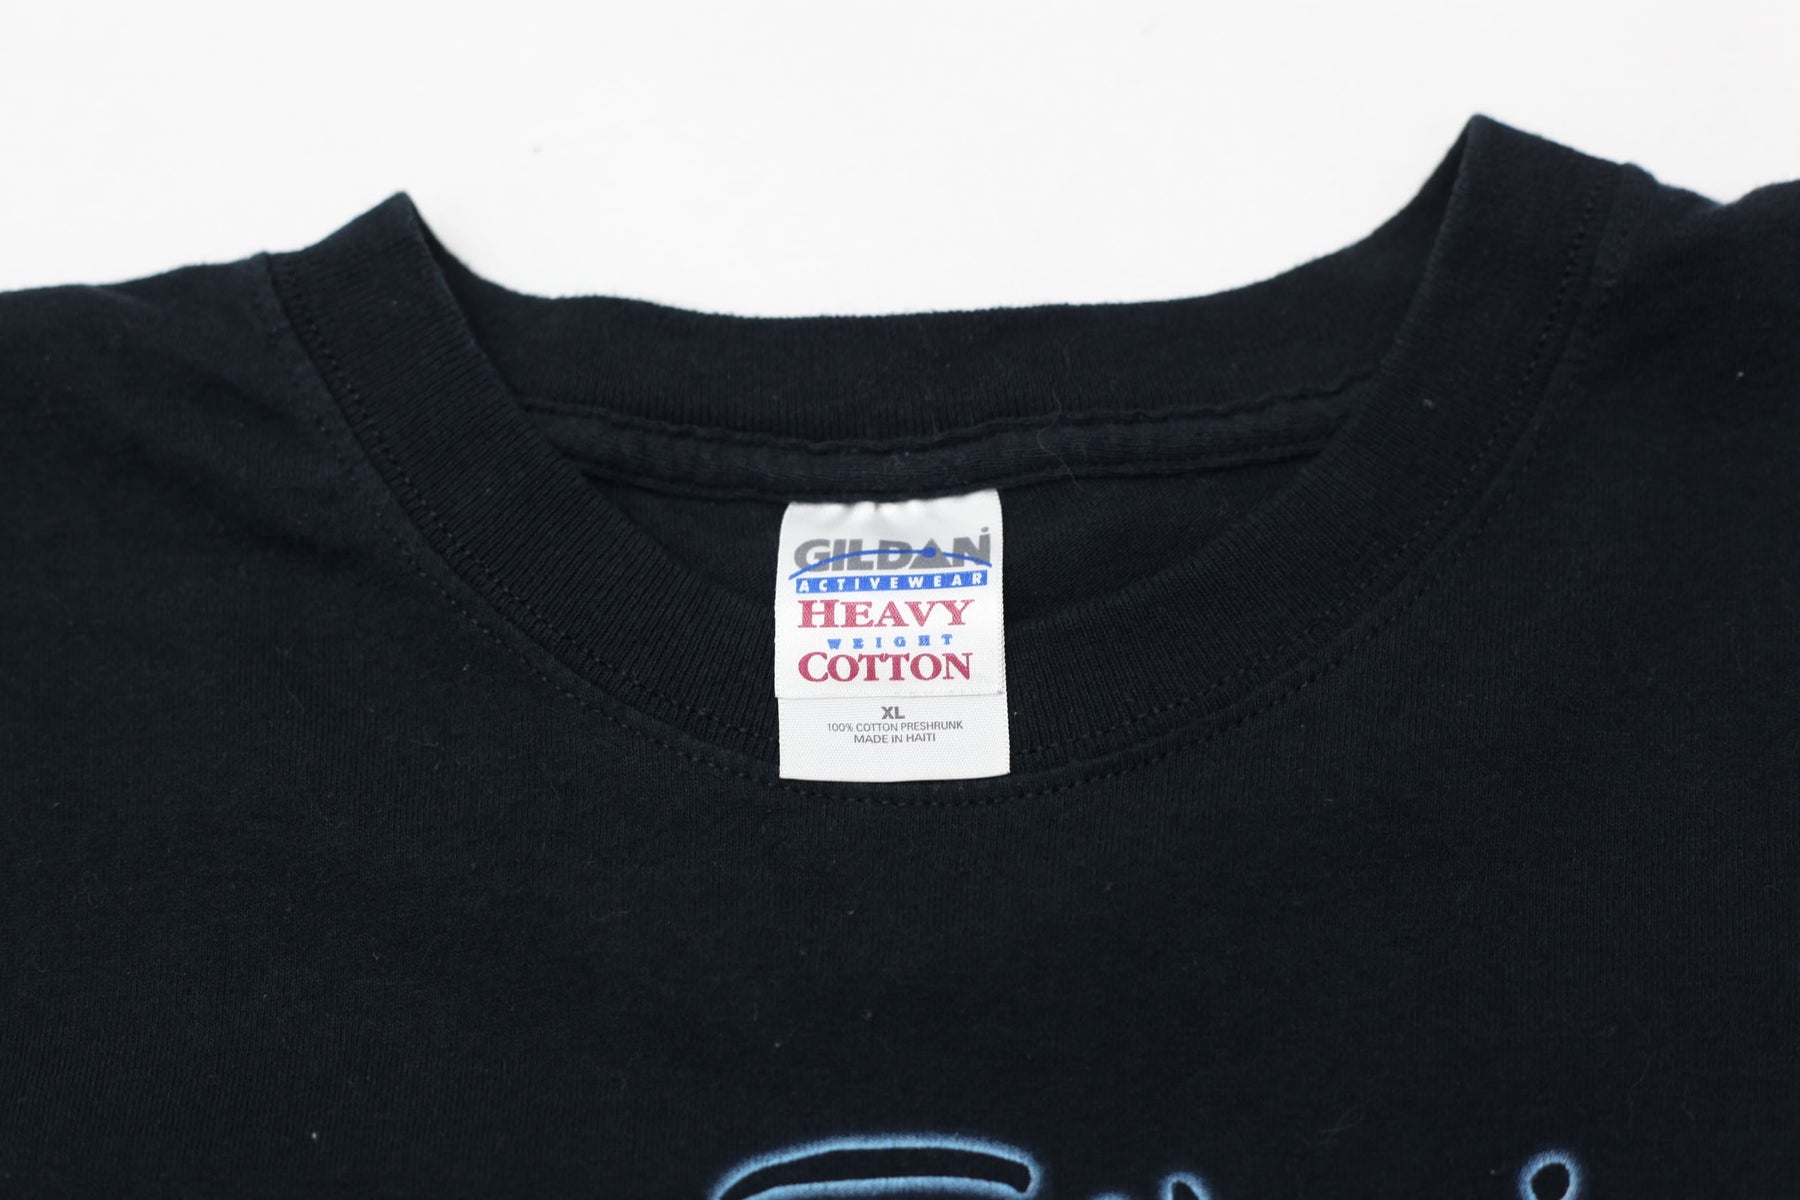 GILDAN
ACTIVEWEAR
HEAVY
WEIGHT
COTTON
XL
100% COTTON PRESHRUNK
MADE IN HAITI